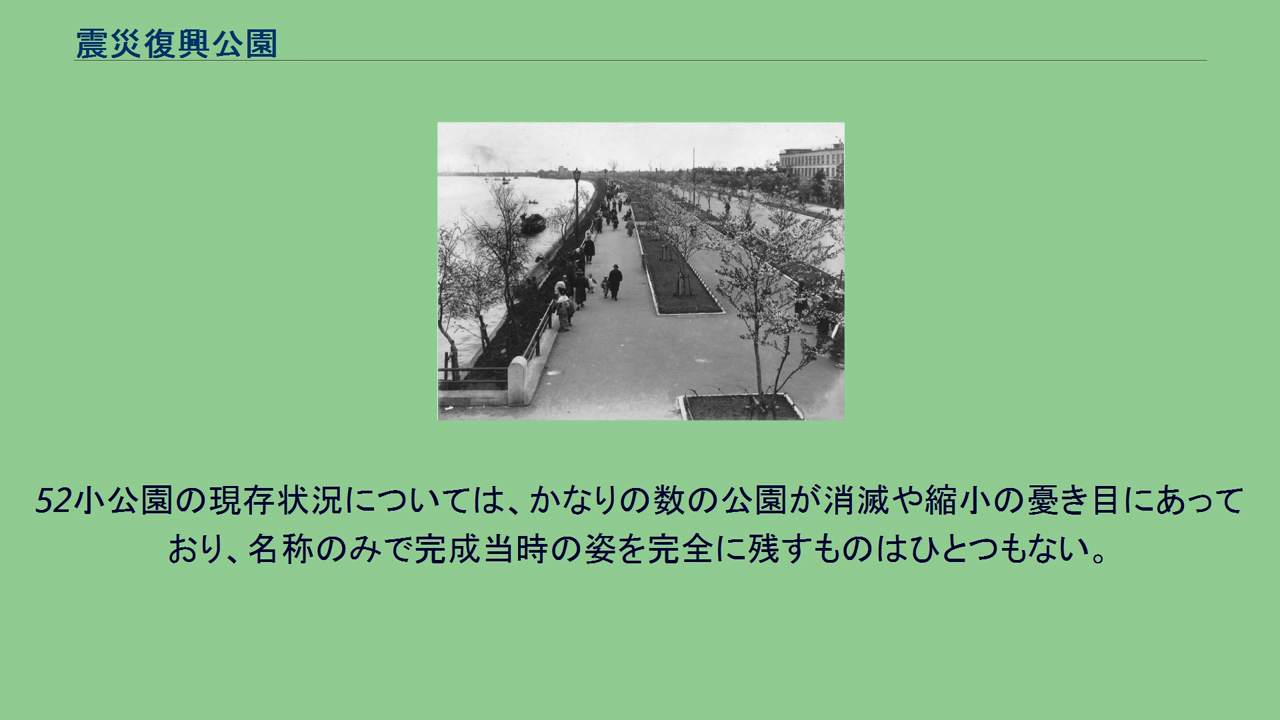 震災復興公園
52小公園の現存状況については、かなりの数の公園が消滅や縮小の憂き目にあって
おり、名称のみで完成当時の姿を完全に残すものはひとつもない。